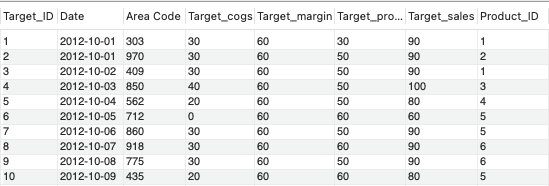 Target_ID Date Area Code Target_cogs Target_margin Target_pro... Target_sales Product_ID
1 2012-10-01 303 30 60 30 90 1
2 2012-10-01 970 30 60 50 90 2
3 2012-10-02 409 30 60 50 90 1
4 2012-10-03 850 40 60 50 100 3
5 2012-10-04 562 20 60 50 80 4
6 2012-10-05 712 0 60 60 60 5
7 2012-10-06 860 30 60 50 90 5
8 2012-10-07 918 30 60 60 90 6
9 2012-10-08 775 30 60 50 90 6
10 2012-10-09 435 20 60 60 80 5